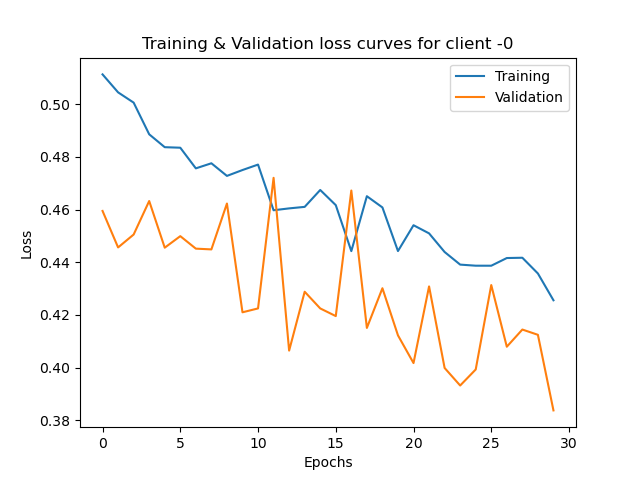 Training & Validation loss curves for client -0
Training
Validation
Loss
0.50
0.48
0.46
0.44
0.42
0.40
0.38
0 5 10 15 20 25 30
Epochs